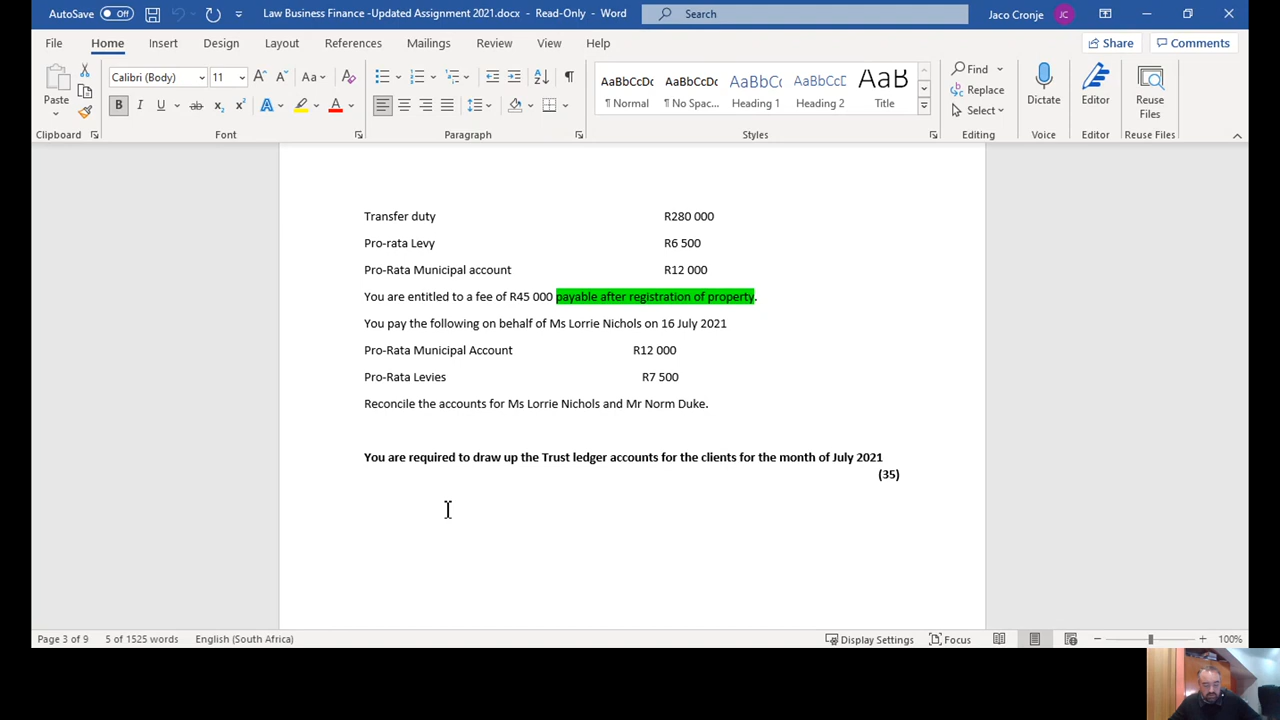 AutoSave Off Law Business Finance -Updated Assignment 2021.docx - Read-Only - Word Search Jaco Cronje JC
File Home Insert Design Layout References Mailings Review View Help Share Comments
Calibri (Body) 11 Aa AaBbCcDc AaBbCcDc AaBbCc AaBbCcD AaB Find
Paste B I U ab x₂ x² A A ¶ Normal ¶ No Spac... Heading 1 Heading 2 Title Replace Dictate Editor Reuse Files
Select
Clipboard Font Paragraph Styles Editing Voice Editor Reuse Files
Transfer duty R280 000
Pro-rata Levy R6 500
Pro-Rata Municipal account R12 000
You are entitled to a fee of R45 000 payable after registration of property.
You pay the following on behalf of Ms Lorrie Nichols on 16 July 2021
Pro-Rata Municipal Account R12 000
Pro-Rata Levies R7 500
Reconcile the accounts for Ms Lorrie Nichols and Mr Norm Duke.
You are required to draw up the Trust ledger accounts for the clients for the month of July 2021
(35)
Page 3 of 9 5 of 1525 words English (South Africa) Display Settings Focus 100%